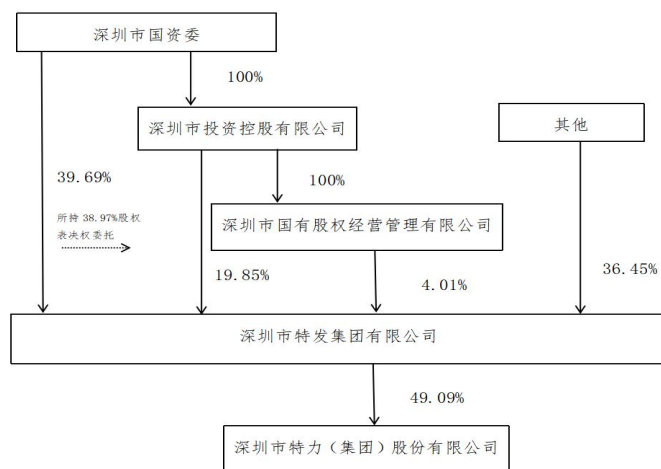 深圳市国资委
100%
深圳市投资控股有限公司
其他
39.69%
100%
所持 38.97%股权
表决权委托
深圳市国有股权经营管理有限公司
19.85%
4.01%
36.45%
深圳市特发集团有限公司
49.09%
深圳市特力（集团）股份有限公司